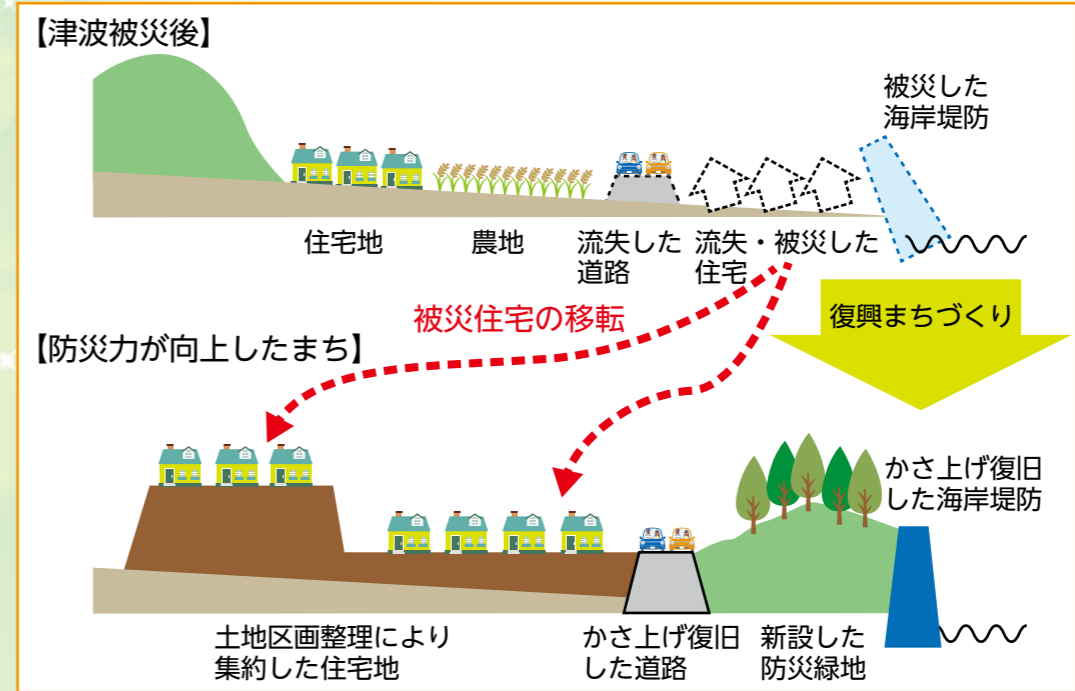 【津波被災後】
被災した
海岸堤防
住宅地
農地
流失した
道路
流失・被災した
住宅
被災住宅の移転
復興まちづくり
【防災力が向上したまち】
かさ上げ復旧
した海岸堤防
土地区画整理により
集約した住宅地
かさ上げ復旧
した道路
新設した
防災緑地